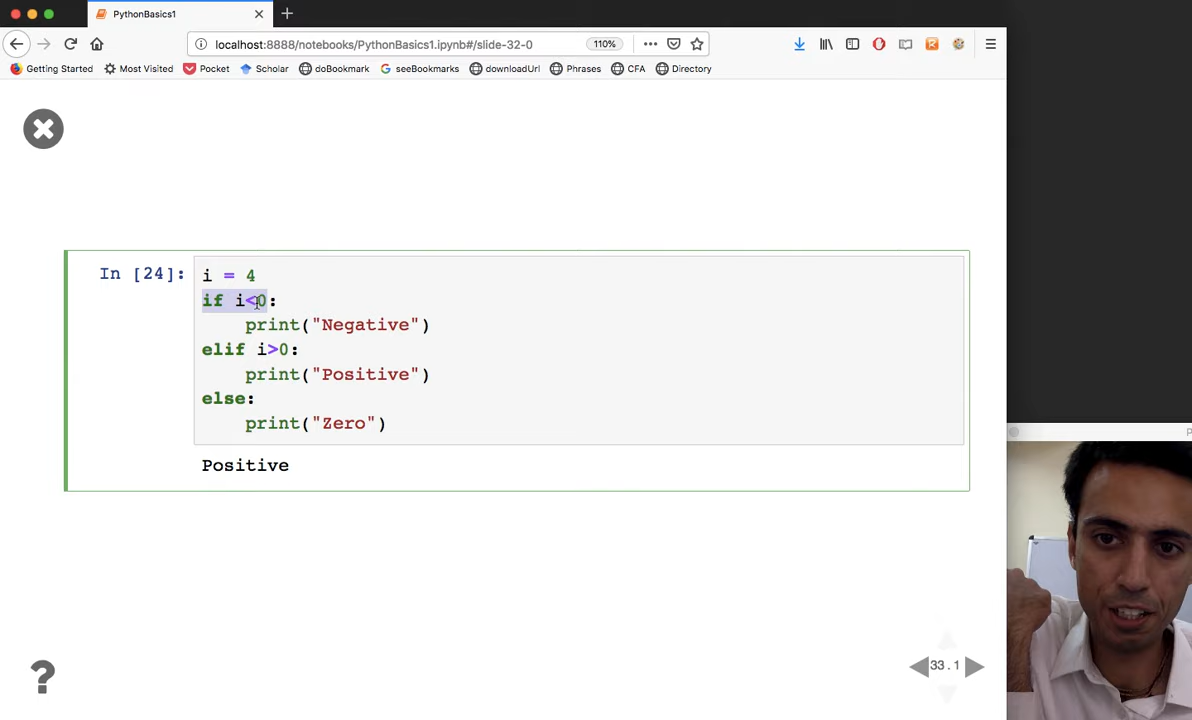 PythonBasics1
localhost:8888/notebooks/PythonBasics1.ipynb#/slide-32-0
110%
Getting Started Most Visited Pocket Scholar doBookmark seeBookmarks downloadUrl Phrases CFA Directory
In [24]:
i = 4
if i<0:
    print("Negative")
elif i>0:
    print("Positive")
else:
    print("Zero")
Positive
?
33.1